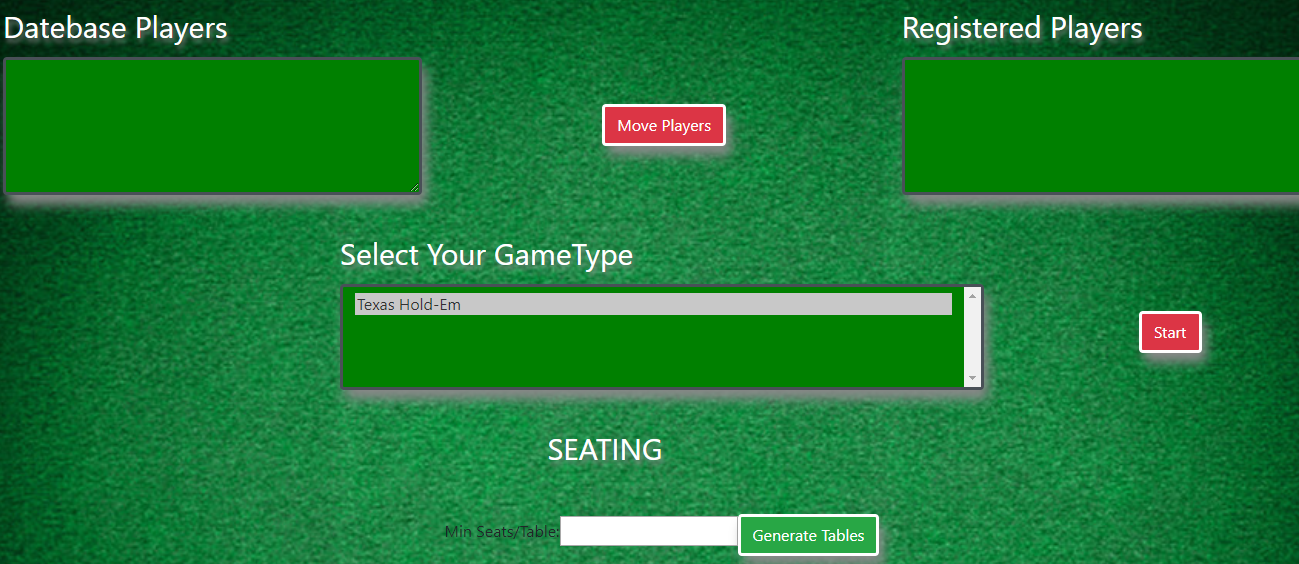 Datebase Players
Registered Players
Move Players
Select Your GameType
Texas Hold-Em
Start
SEATING
Min Seats/Table:
Generate Tables